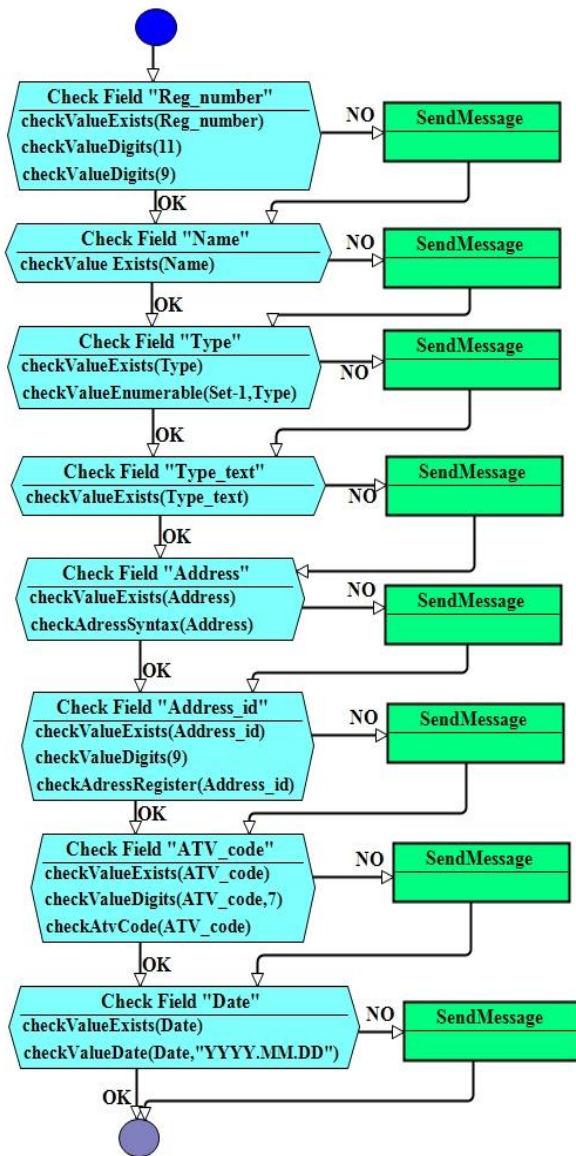 Check Field "Reg_number"
checkValueExists(Reg_number)
checkValueDigits(11)
checkValueDigits(9)
NO
SendMessage
OK
Check Field "Name"
checkValue Exists(Name)
NO
SendMessage
OK
Check Field "Type"
checkValueExists(Type)
checkValueEnumerable(Set-1,Type)
NO
SendMessage
OK
Check Field "Type_text"
checkValueExists(Type_text)
NO
SendMessage
OK
Check Field "Address"
checkValueExists(Address)
checkAdressSyntax(Address)
NO
SendMessage
OK
Check Field "Address_id"
checkValueExists(Address_id)
checkValueDigits(9)
checkAdressRegister(Address_id)
NO
SendMessage
OK
Check Field "ATV_code"
checkValueExists(ATV_code)
checkValueDigits(ATV_code,7)
checkAtvCode(ATV_code)
NO
SendMessage
OK
Check Field "Date"
checkValueExists(Date)
checkValueDate(Date,"YYYY.MM.DD")
NO
SendMessage
OK